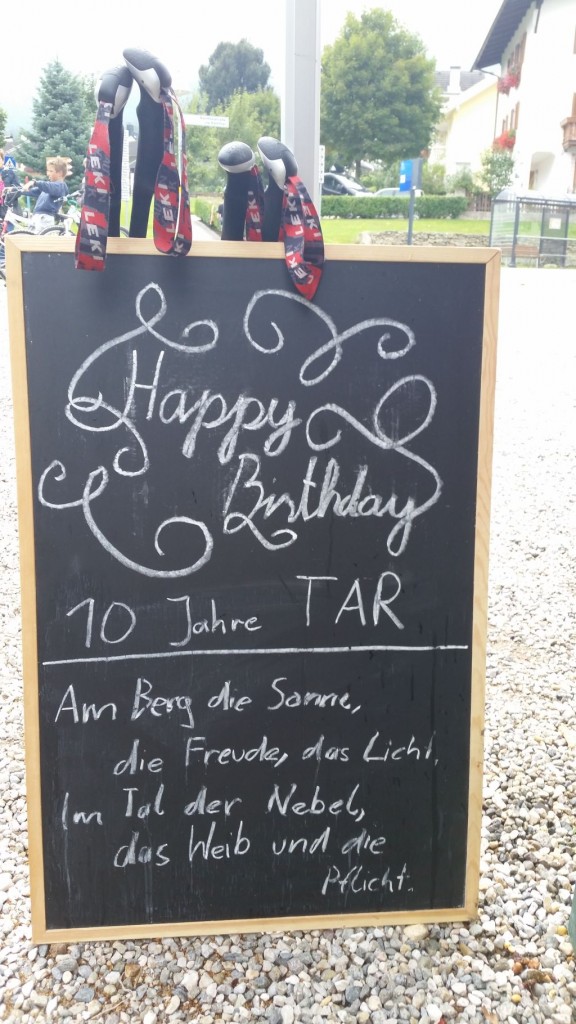 LEKI LEKI
LEKI
Happy
Birthday
10 Jahre TAR
Am Berg die Sonne,
die Freude, das Licht.
Im Tal der Nebel,
das Weib und die
Pflicht.